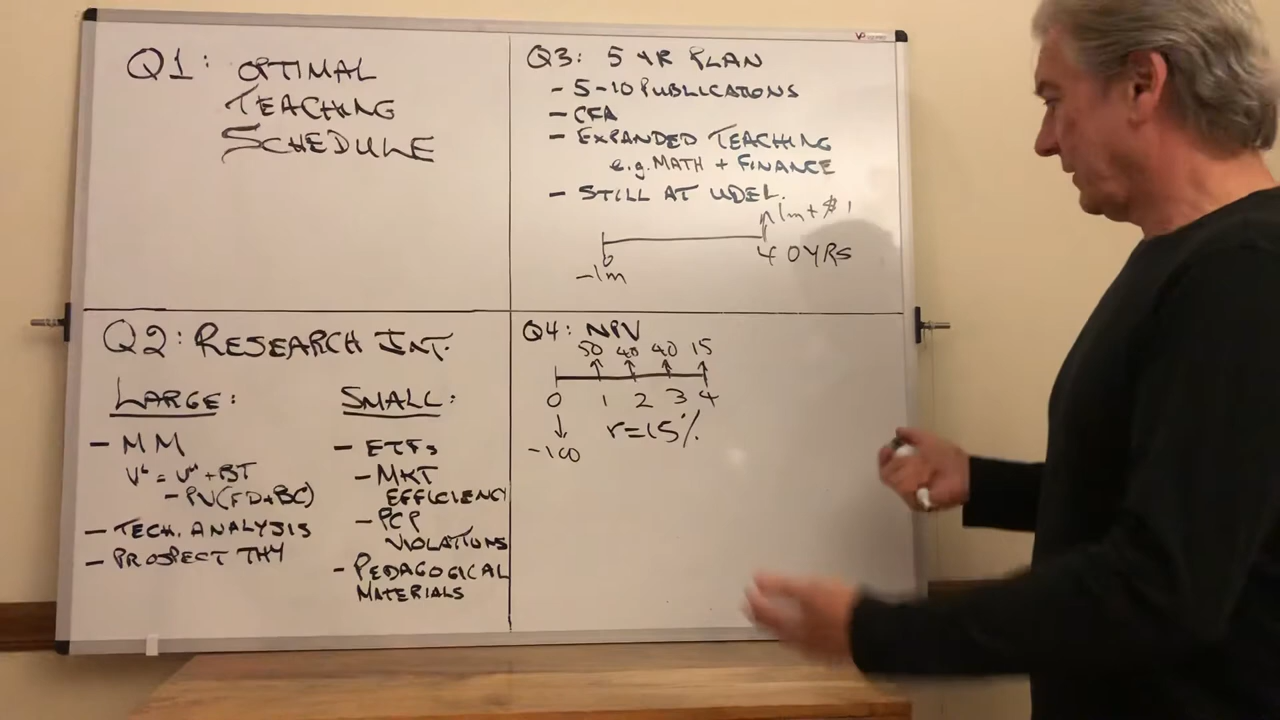 Q1: OPTIMAL
TEACHING
SCHEDULE
Q2: RESEARCH INT.
LARGE:
- MM
V^L = V^U + BT
- PV(FD+BC)
- TECH. ANALYSIS
- PROSPECT THY
SMALL:
- ETFs
- MKT
EFFICIENCY
- PCP
VIOLATIONS
- PEDAGOGICAL
MATERIALS
Q3: 5 YR PLAN
- 5-10 PUBLICATIONS
- CFA
- EXPANDED TEACHING
e.g. MATH + FINANCE
- STILL AT UDEL.
1m + $1
0
40YRS
-1m
Q4: NPV
50 40 40 15
0 1 2 3 4
-100
r=15%